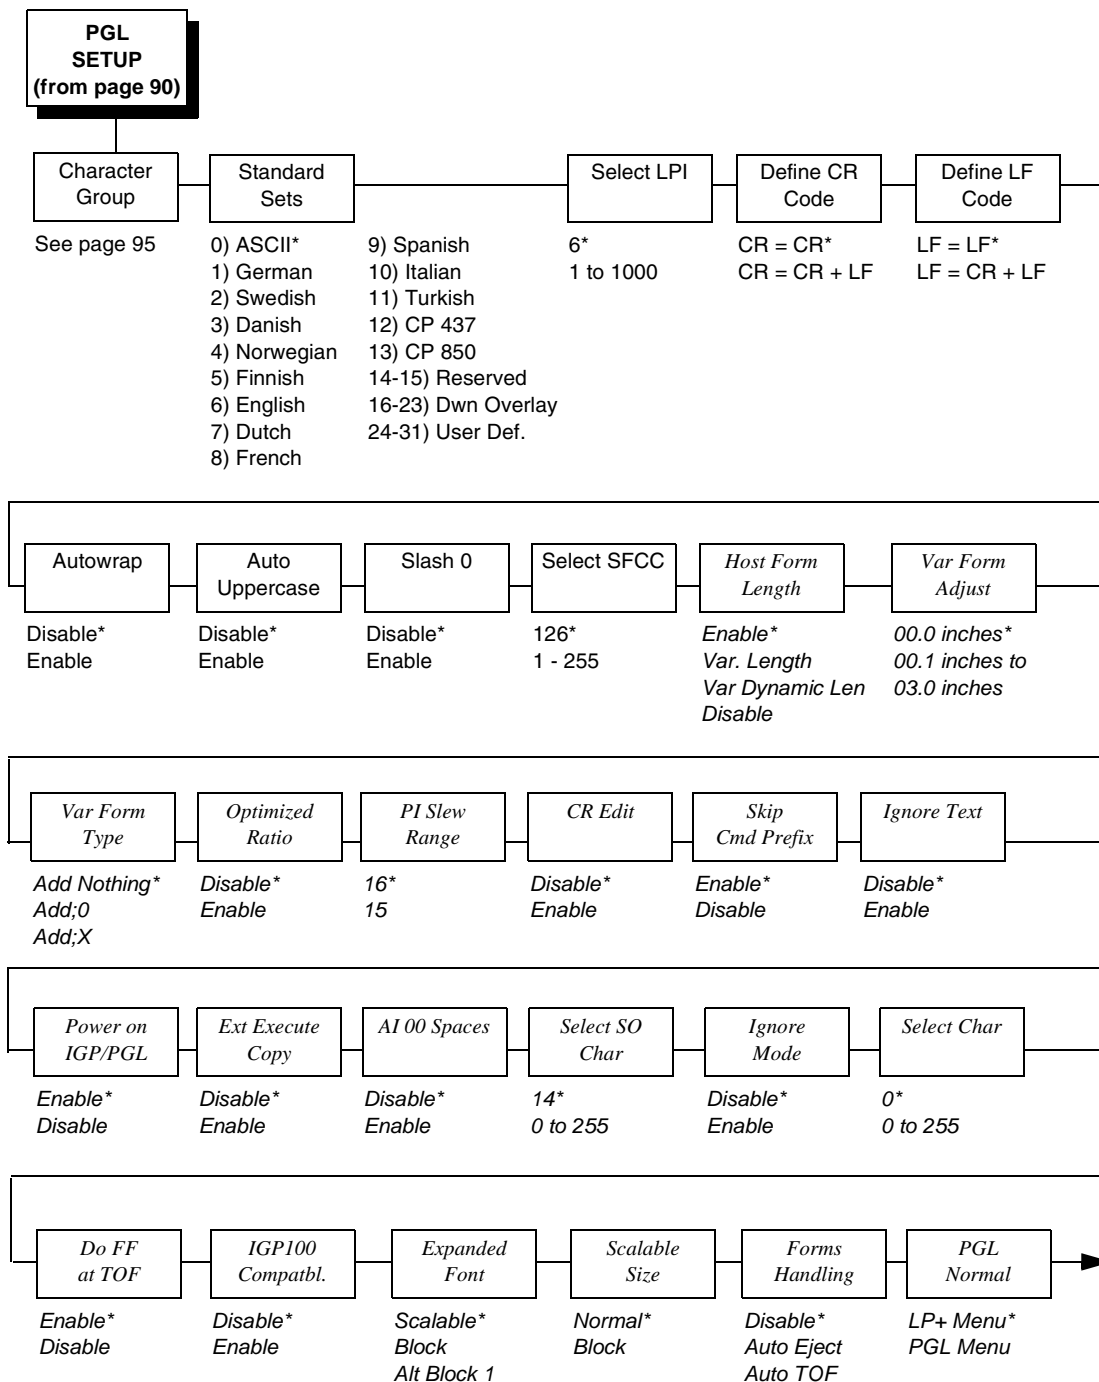 PGL
SETUP
(from page 90)
Character
Group
See page 95
Standard
Sets
0) ASCII*
1) German
2) Swedish
3) Danish
4) Norwegian
5) Finnish
6) English
7) Dutch
8) French
9) Spanish
10) Italian
11) Turkish
12) CP 437
13) CP 850
14-15) Reserved
16-23) Dwn Overlay
24-31) User Def.
Select LPI
6*
1 to 1000
Define CR
Code
CR = CR*
CR = CR + LF
Define LF
Code
LF = LF*
LF = CR + LF
Autowrap
Disable*
Enable
Auto
Uppercase
Disable*
Enable
Slash 0
Disable*
Enable
Select SFCC
126*
1 - 255
Host Form
Length
Enable*
Var. Length
Var Dynamic Len
Disable
Var Form
Adjust
00.0 inches*
00.1 inches to
03.0 inches
Var Form
Type
Add Nothing*
Add;0
Add;X
Optimized
Ratio
Disable*
Enable
PI Slew
Range
16*
15
CR Edit
Disable*
Enable
Skip
Cmd Prefix
Enable*
Disable
Ignore Text
Disable*
Enable
Power on
IGP/PGL
Enable*
Disable
Ext Execute
Copy
Disable*
Enable
AI 00 Spaces
Disable*
Enable
Select SO
Char
14*
0 to 255
Ignore
Mode
Disable*
Enable
Select Char
0*
0 to 255
Do FF
at TOF
Enable*
Disable
IGP100
Compatbl.
Disable*
Enable
Expanded
Font
Scalable*
Block
Alt Block 1
Scalable
Size
Normal*
Block
Forms
Handling
Disable*
Auto Eject
Auto TOF
PGL
Normal
LP+ Menu*
PGL Menu